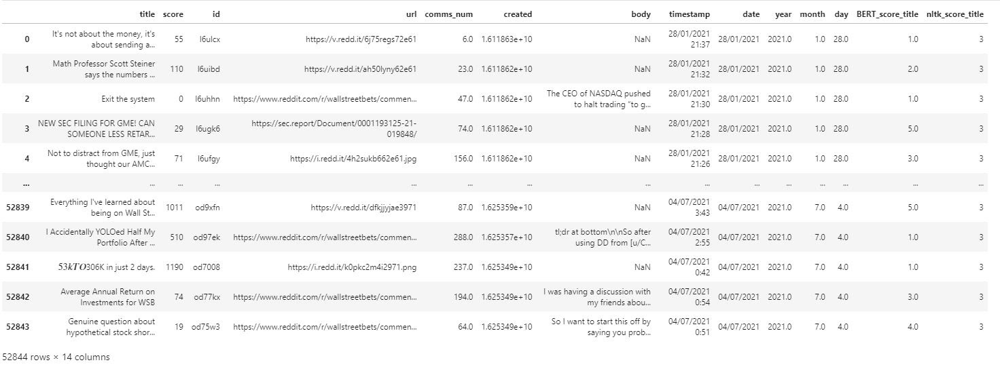 title score id url comms_num created body timestamp date year month day BERT_score_title nltk_score_title
0 It's not about the money, it's about sending a... 55 l6ulcx https://v.redd.it/6j75regs72e61 6.0 1.611863e+10 NaN 28/01/2021 21:37 28/01/2021 2021.0 1.0 28.0 1.0 3
1 Math Professor Scott Steiner says the numbers ... 110 l6uibd https://v.redd.it/ah50lyny62e61 23.0 1.611862e+10 NaN 28/01/2021 21:32 28/01/2021 2021.0 1.0 28.0 2.0 3
2 Exit the system 0 l6uhhn https://www.reddit.com/r/wallstreetbets/commen... 47.0 1.611862e+10 The CEO of NASDAQ pushed to halt trading “to g... 28/01/2021 21:30 28/01/2021 2021.0 1.0 28.0 1.0 3
3 NEW SEC FILING FOR GME! CAN SOMEONE LESS RETAR... 29 l6ugk6 https://sec.report/Document/0001193125-21-019848/ 74.0 1.611862e+10 NaN 28/01/2021 21:28 28/01/2021 2021.0 1.0 28.0 5.0 3
4 Not to distract from GME, just thought our AMC... 71 l6ufgy https://i.redd.it/4h2sukb662e61.jpg 156.0 1.611862e+10 NaN 28/01/2021 21:26 28/01/2021 2021.0 1.0 28.0 3.0 3
... ... ... ... ... ... ... ... ... ... ... ... ... ... ...
52839 Everything I've learned about being on Wall St... 1011 od9xfn https://v.redd.it/dfkjjyjae3971 87.0 1.625359e+10 NaN 04/07/2021 3:43 04/07/2021 2021.0 7.0 4.0 5.0 3
52840 I Accidentally YOLOed Half My Portfolio After ... 510 od97ek https://www.reddit.com/r/wallstreetbets/commen... 288.0 1.625357e+10 tl;dr at bottom\n\nSo after using DD from [u/C... 04/07/2021 2:55 04/07/2021 2021.0 7.0 4.0 1.0 3
52841 53kTO306K in just 2 days. 1190 od7008 https://i.redd.it/k0pkc2m4i2971.png 237.0 1.625349e+10 NaN 04/07/2021 0:42 04/07/2021 2021.0 7.0 4.0 1.0 3
52842 Average Annual Return on Investments for WSB 74 od77kx https://www.reddit.com/r/wallstreetbets/commen... 194.0 1.625349e+10 I was having a discussion with my friends abou... 04/07/2021 0:54 04/07/2021 2021.0 7.0 4.0 3.0 3
52843 Genuine question about hypothetical stock shor... 19 od75w3 https://www.reddit.com/r/wallstreetbets/commen... 64.0 1.625349e+10 So I want to start this off by saying you prob... 04/07/2021 0:51 04/07/2021 2021.0 7.0 4.0 4.0 3
52844 rows × 14 columns